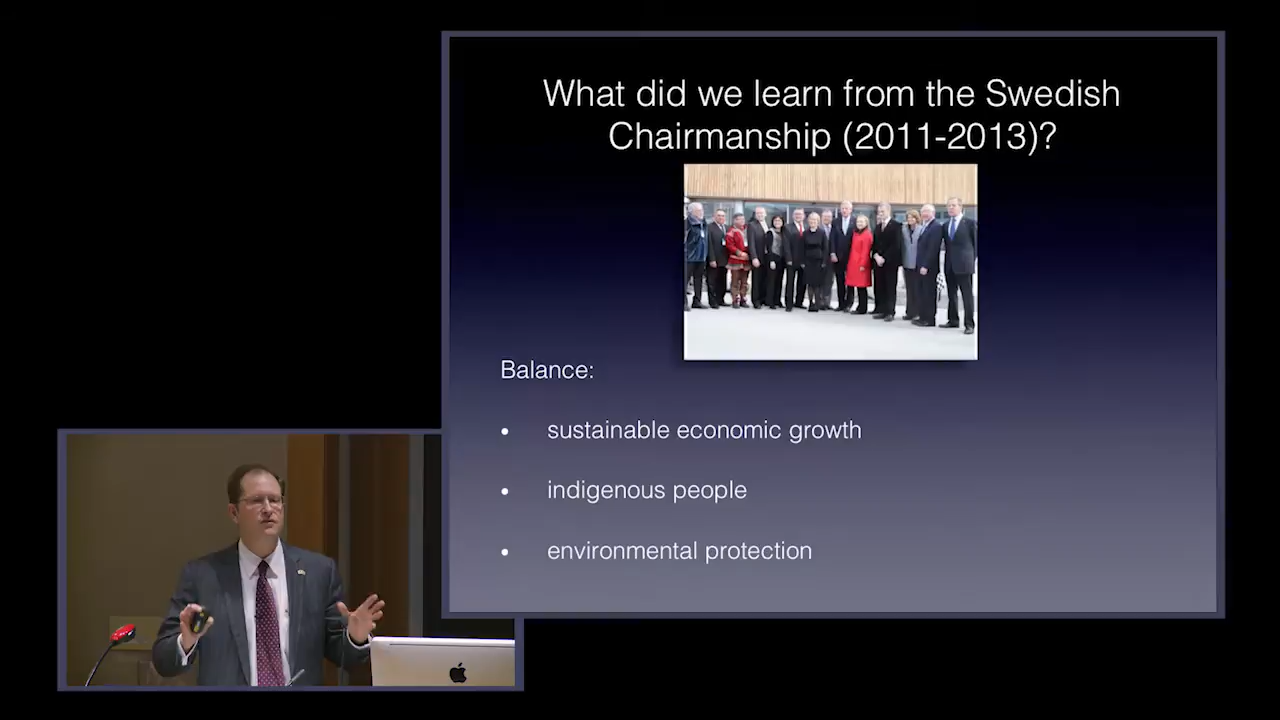 What did we learn from the Swedish
Chairmanship (2011-2013)?
Balance:
• sustainable economic growth
• indigenous people
• environmental protection